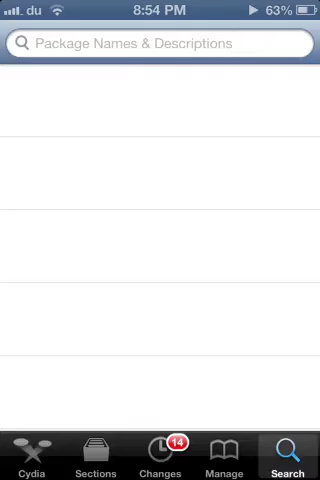 du 8:54 PM 63%
Package Names & Descriptions
14
Cydia Sections Changes Manage Search